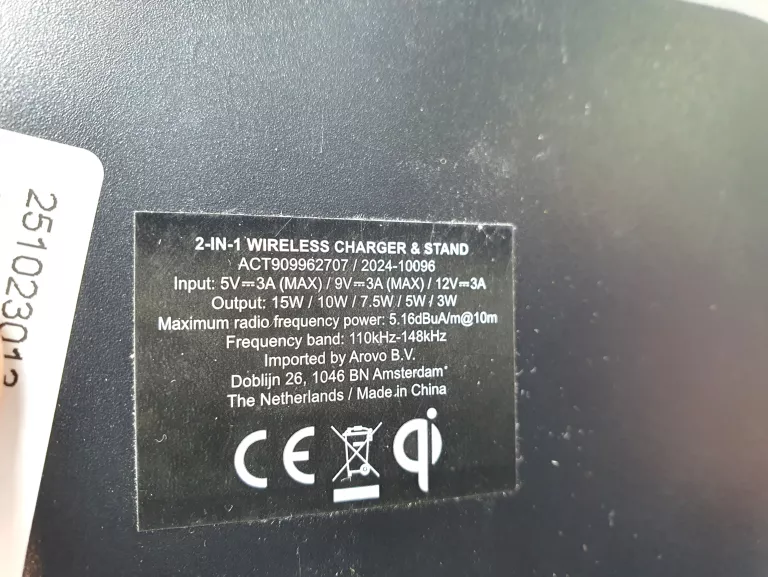 2-IN-1 WIRELESS CHARGER & STAND
ACT909962707 / 2024-10096
Input: 5V⎓3A (MAX) / 9V⎓3A (MAX) / 12V⎓3A
Output: 15W / 10W / 7.5W / 5W / 3W
Maximum radio frequency power: 5.16dBuA/m@10m
Frequency band: 110kHz-148kHz
Imported by Arovo B.V.
Doblijn 26, 1046 BN Amsterdam
The Netherlands / Made in China
CE
qi